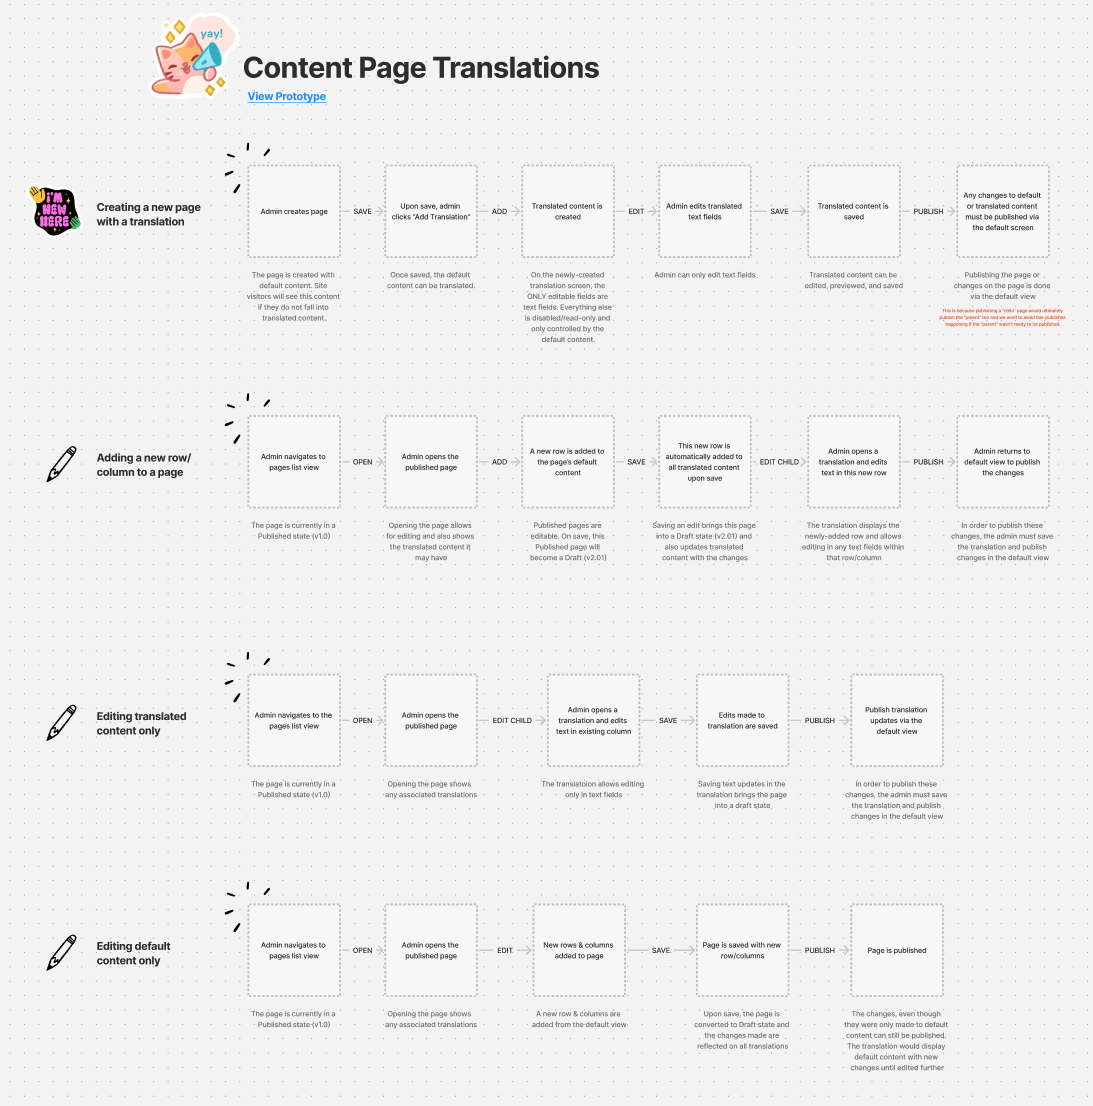 yay!
Content Page Translations
View Prototype
I'M
NEW
HERE
Creating a new page
with a translation
Admin creates page
SAVE
Upon save, admin
clicks "Add Translation"
ADD
Translated content is
created
EDIT
Admin edits translated
text fields
SAVE
Translated content is
saved
PUBLISH
Any changes to default
or translated content
must be published via
the default screen
The page is created with
default content. Site
visitors will see this content
if they do not fall into
translated content.
Once saved, the default
content can be translated.
On the newly-created
translation screen, the
ONLY editable fields are
text fields. Everything else
is disabled/read-only and
only controlled by the
default content.
Admin can only edit text fields
Translated content can be
edited, previewed, and saved
Publishing the page or
changes on the page is done
via the default view
This is because publishing a "child" page would ultimately
publish the "parent" too and we want to avoid this publishes
happening if the "parent" wasn't ready to be published.
Adding a new row/
column to a page
Admin navigates to
pages list view
OPEN
Admin opens the
published page
ADD
A new row is added to
the page's default
content
SAVE
This new row is
automatically added to
all translated content
upon save
EDIT CHILD
Admin opens a
translation and edits
text in this new row
PUBLISH
Admin returns to
default view to publish
the changes
The page is currently in a
Published state (v1.0)
Opening the page allows
for editing and also shows
the translated content it
may have
Published pages are
editable. On save, this
Published page will
become a Draft (v2.01)
Saving an edit brings this page
into a Draft state (v2.01) and
also updates translated
content with the changes
The translation displays the
newly-added row and allows
editing in any text fields within
that row/column
In order to publish these
changes, the admin must save
the translation and publish
changes in the default view
Editing translated
content only
Admin navigates to the
pages list view
OPEN
Admin opens the
published page
EDIT CHILD
Admin opens a
translation and edits
text in existing column
SAVE
Edits made to
translation are saved
PUBLISH
Publish translation
updates via the
default view
The page is currently in a
Published state (v1.0)
Opening the page shows
any associated translations
The translatoion allows editing
only in text fields
Saving text updates in the
translation brings the page
into a draft state
In order to publish these
changes, the admin must save
the translation and publish
changes in the default view
Editing default
content only
Admin navigates to
pages list view
OPEN
Admin opens the
published page
EDIT
New rows & columns
added to page
SAVE
Page is saved with new
row/columns
PUBLISH
Page is published
The page is currently in a
Published state (v1.0)
Opening the page shows
any associated translations
A new row & columns are
added from the default view
Upon save, the page is
converted to Draft state and
the changes made are
reflected on all translations
The changes, even though
they were only made to default
content can still be published.
The translation would display
default content with new
changes until edited further